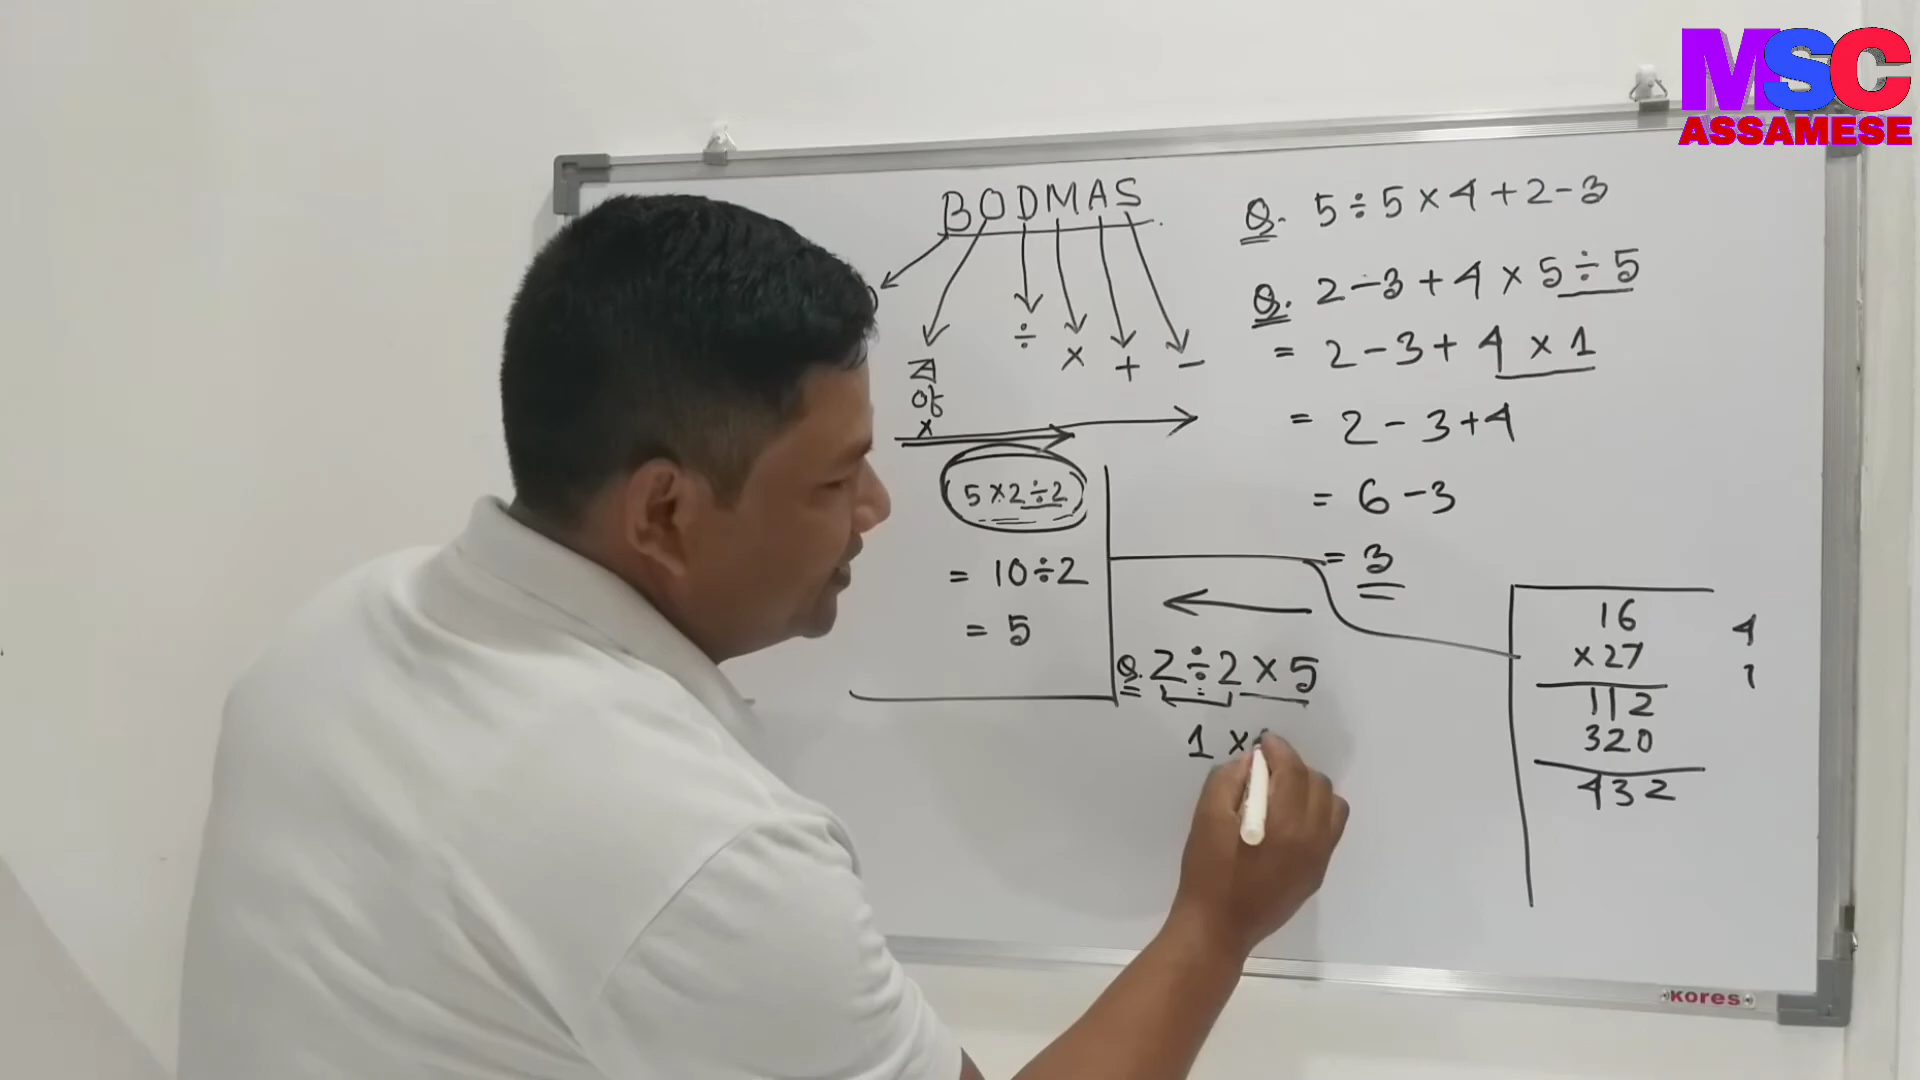 MSC
ASSAMESE
BODMAS
÷ × + −
of
×
5×2÷2
= 10÷2
= 5
Q. 5÷5×4+2-3
Q. 2-3+4×5÷5
= 2-3+4×1
= 2-3+4
= 6-3
= 3
Q. 2÷2×5
1 ×
16
×27
112
320
432
4
1
KORES